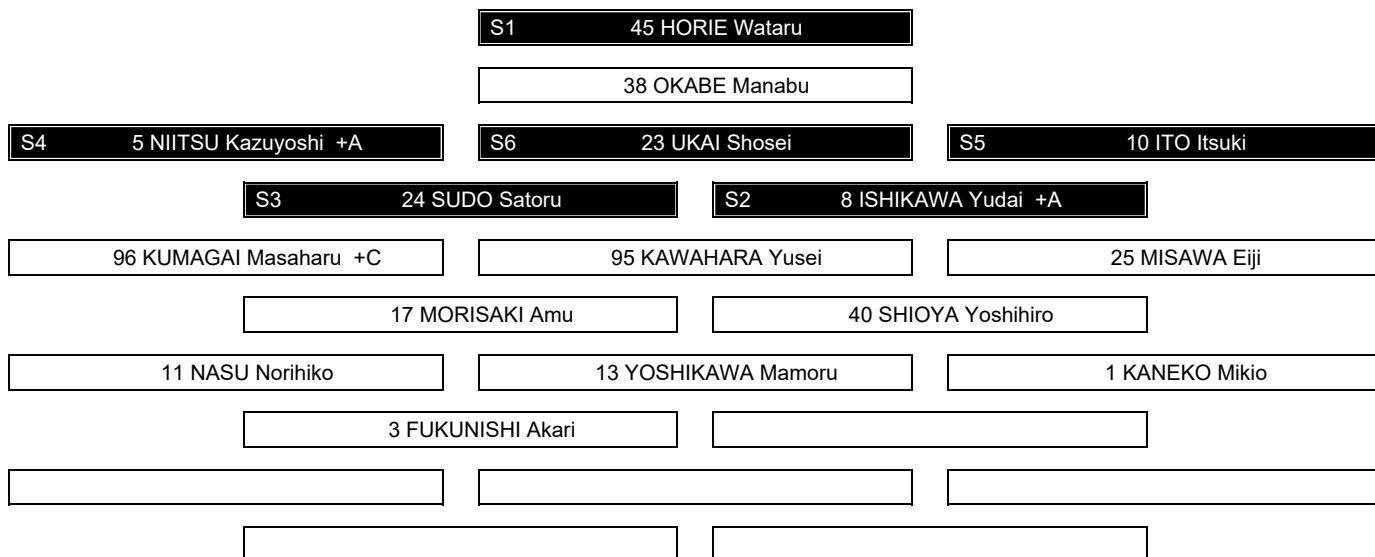 S1 45 HORIE Wataru
38 OKABE Manabu
S4 5 NIITSU Kazuyoshi +A S6 23 UKAI Shosei S5 10 ITO Itsuki
S3 24 SUDO Satoru S2 8 ISHIKAWA Yudai +A
96 KUMAGAI Masaharu +C 95 KAWAHARA Yusei 25 MISAWA Eiji
17 MORISAKI Amu 40 SHIOYA Yoshihiro
11 NASU Norihiko 13 YOSHIKAWA Mamoru 1 KANEKO Mikio
3 FUKUNISHI Akari